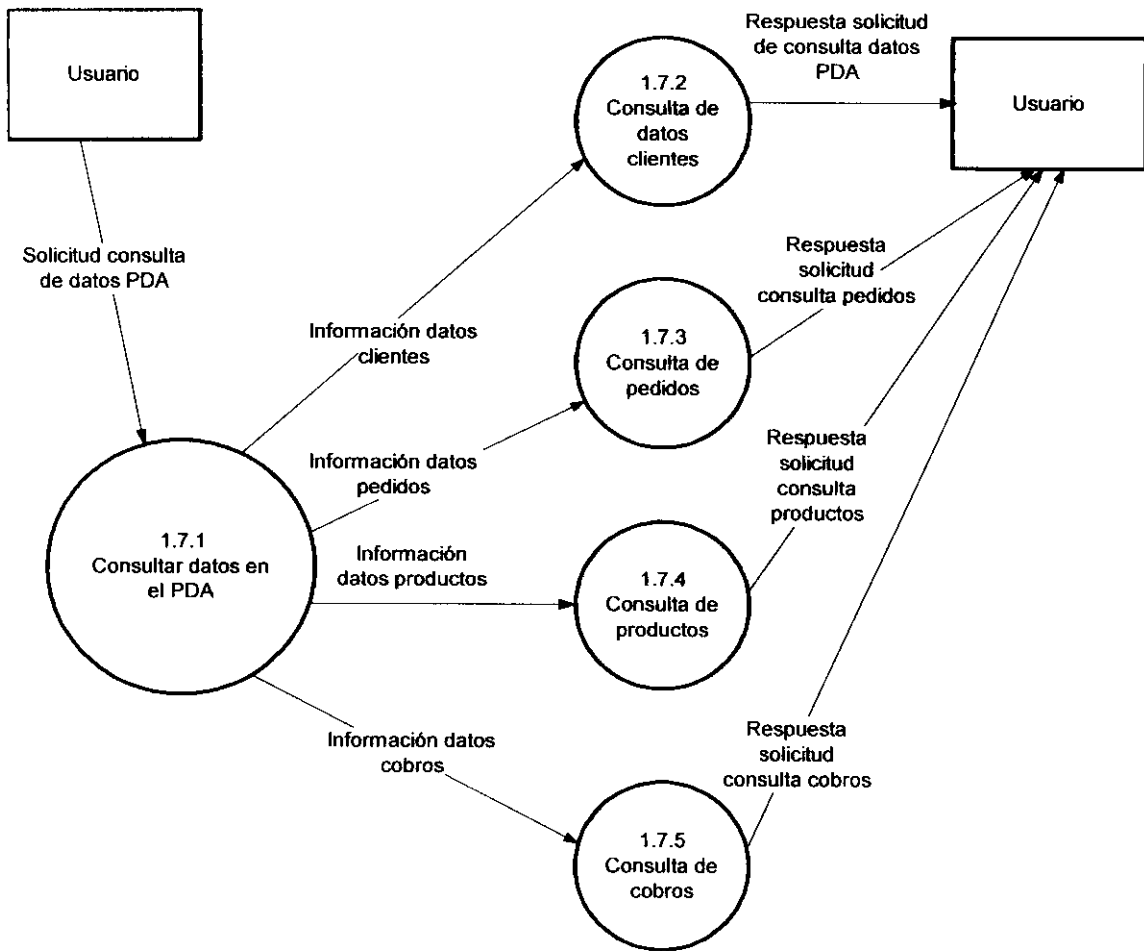 Usuario
Solicitud consulta
de datos PDA
1.7.1
Consultar datos en
el PDA
Información datos
clientes
Información datos
pedidos
Información
datos productos
Información datos
cobros
1.7.2
Consulta de
datos
clientes
1.7.3
Consulta de
pedidos
1.7.4
Consulta de
productos
1.7.5
Consulta de
cobros
Respuesta solicitud
de consulta datos
PDA
Respuesta
solicitud
consulta pedidos
Respuesta
solicitud
consulta
productos
Respuesta
solicitud
consulta cobros
Usuario